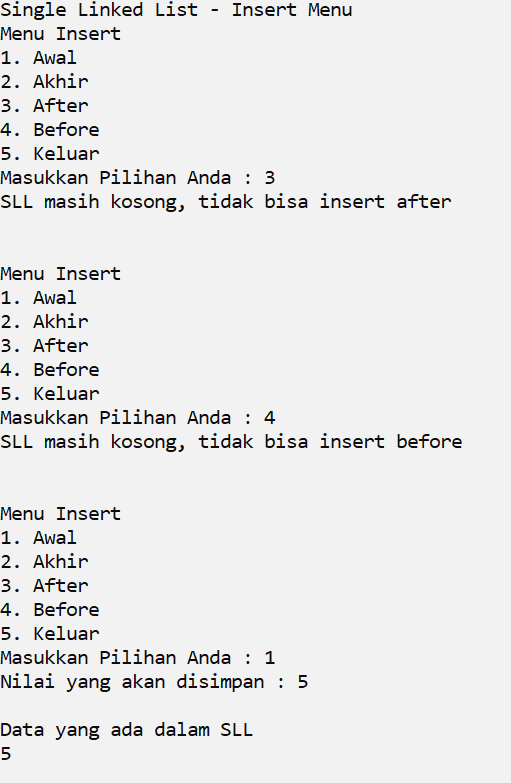 Single Linked List - Insert Menu
Menu Insert
1. Awal
2. Akhir
3. After
4. Before
5. Keluar
Masukkan Pilihan Anda : 3
SLL masih kosong, tidak bisa insert after
Menu Insert
1. Awal
2. Akhir
3. After
4. Before
5. Keluar
Masukkan Pilihan Anda : 4
SLL masih kosong, tidak bisa insert before
Menu Insert
1. Awal
2. Akhir
3. After
4. Before
5. Keluar
Masukkan Pilihan Anda : 1
Nilai yang akan disimpan : 5
Data yang ada dalam SLL
5